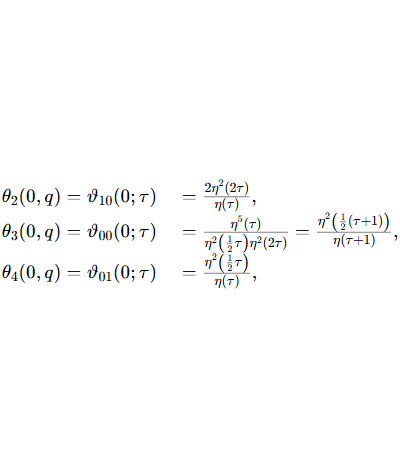 θ₂(0, q) = ϑ₁₀(0; τ) = 2η²(2τ)/η(τ),
θ₃(0, q) = ϑ₀₀(0; τ) = η⁵(τ)/(η²(½τ)η²(2τ)) = η²(½(τ+1))/η(τ+1),
θ₄(0, q) = ϑ₀₁(0; τ) = η²(½τ)/η(τ),